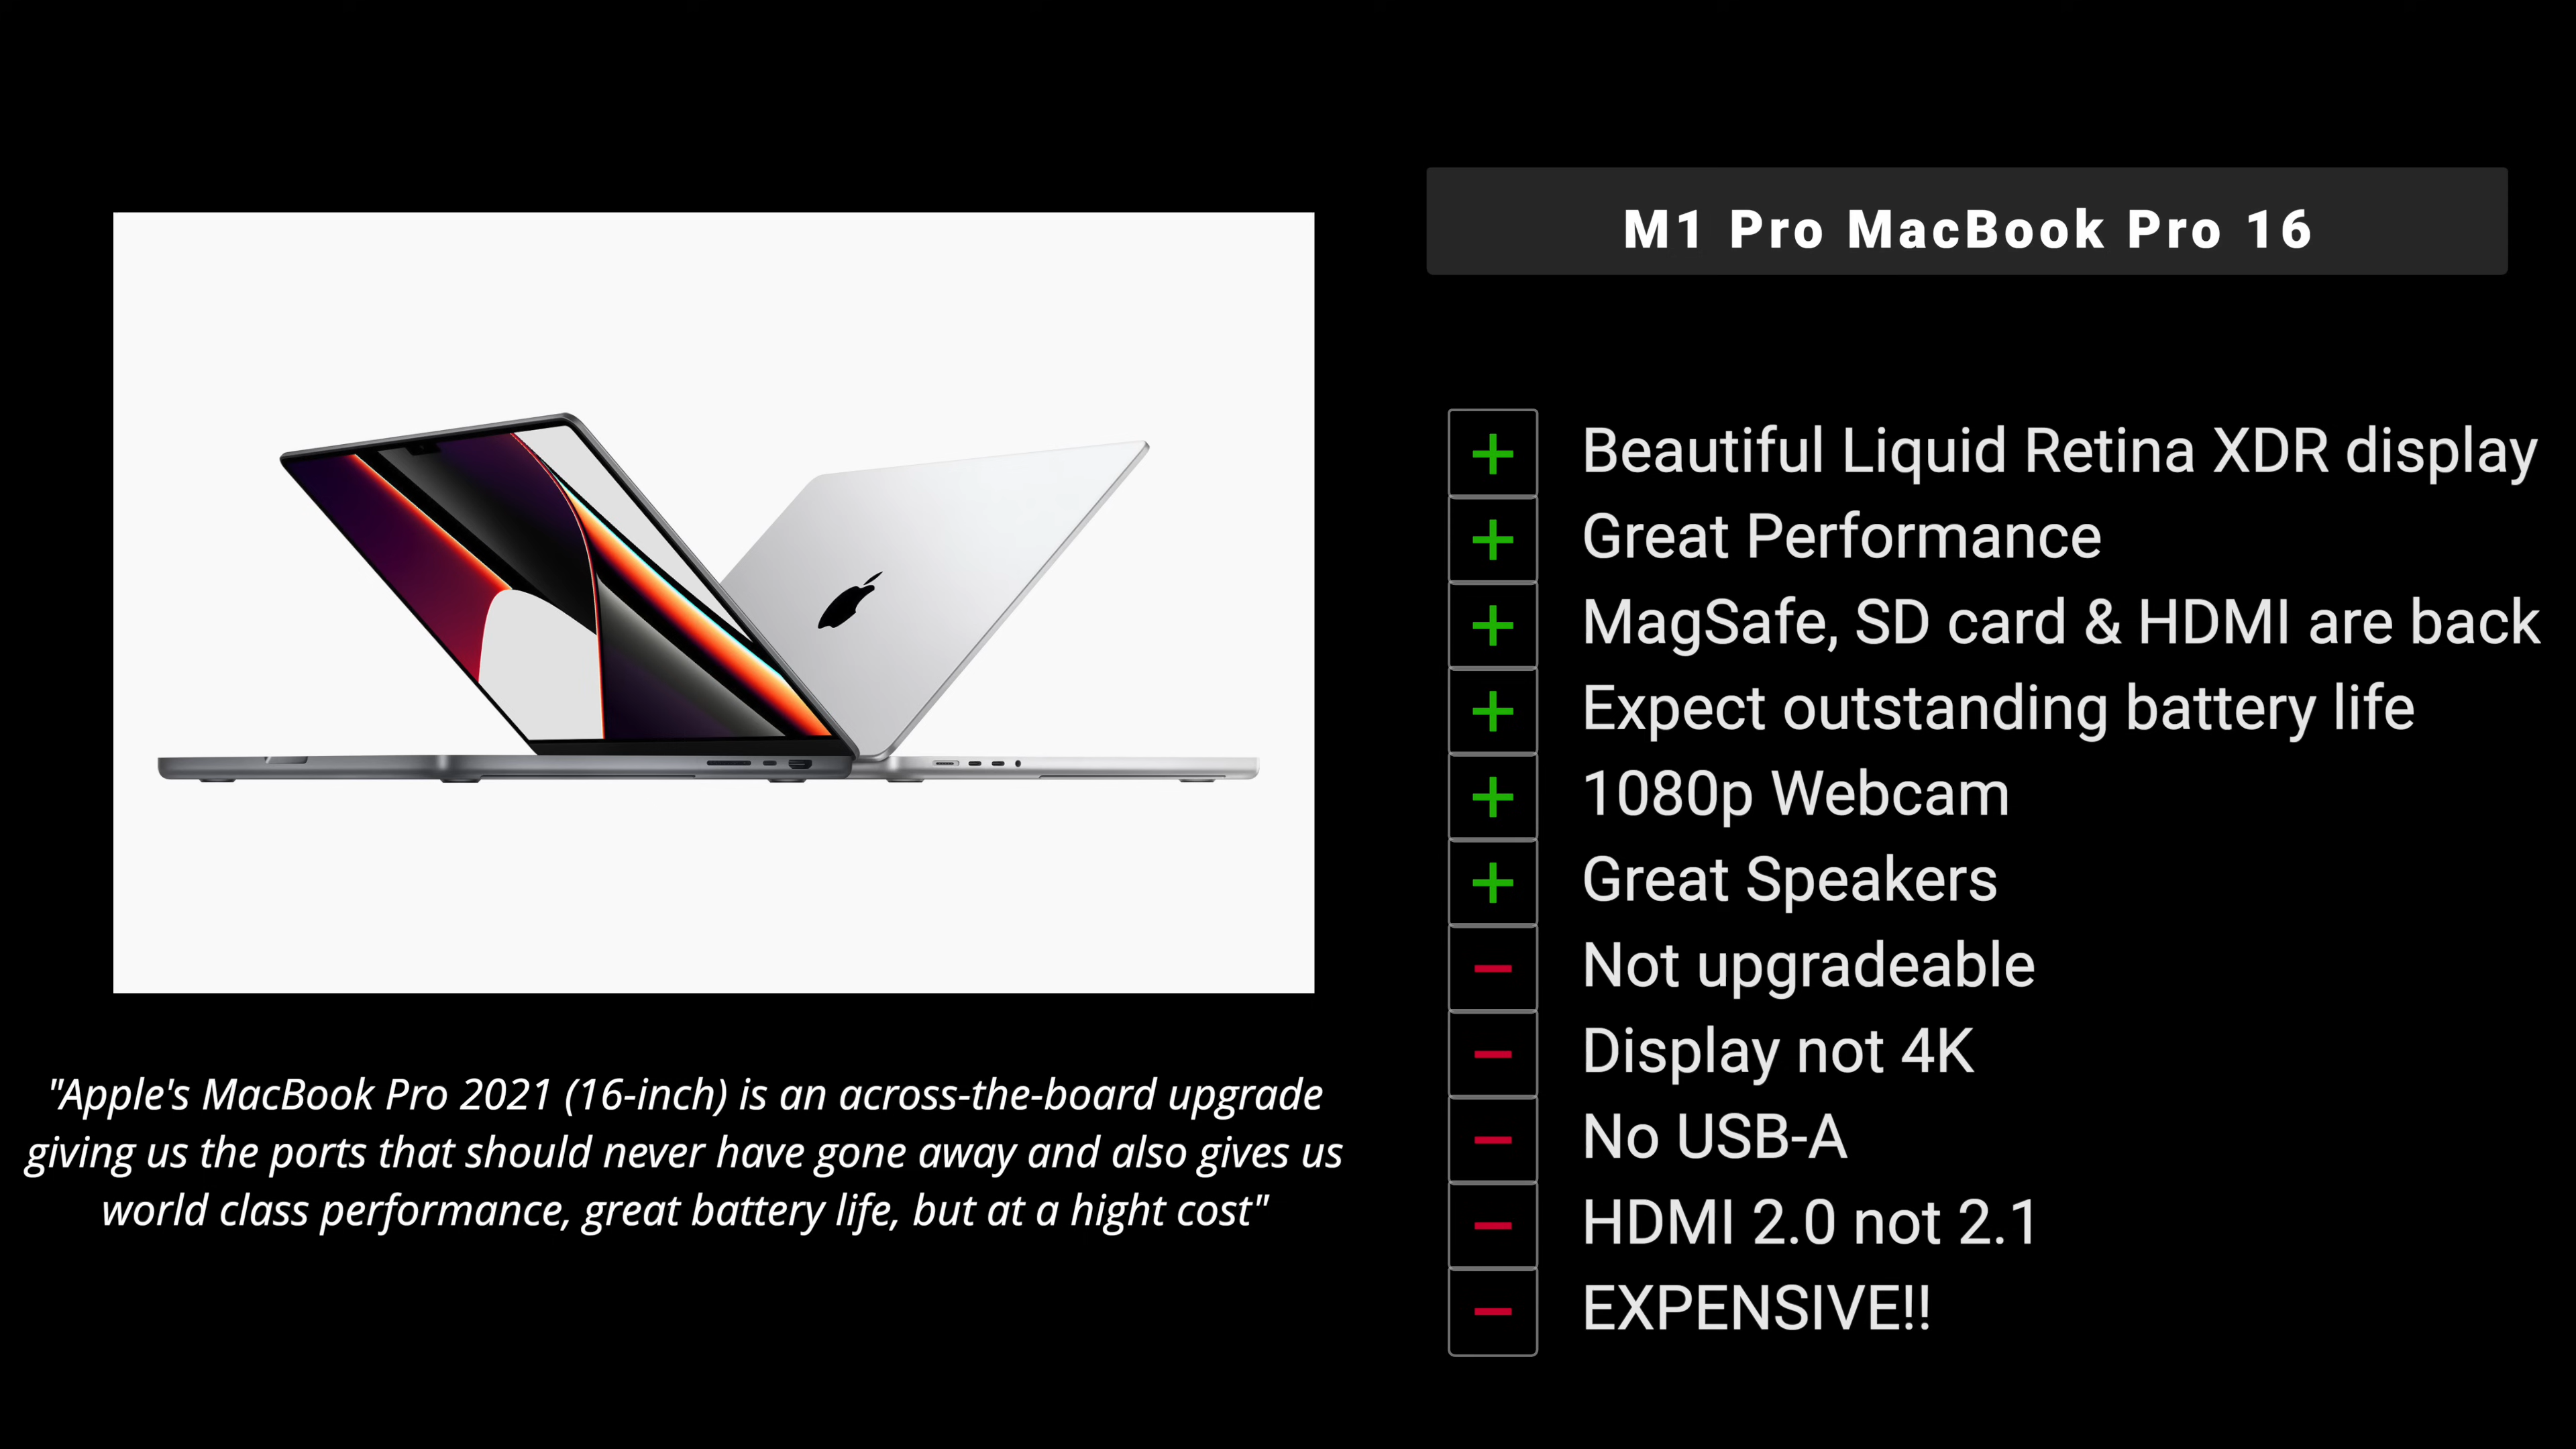 M1 Pro MacBook Pro 16
+ Beautiful Liquid Retina XDR display
+ Great Performance
+ MagSafe, SD card & HDMI are back
+ Expect outstanding battery life
+ 1080p Webcam
+ Great Speakers
− Not upgradeable
− Display not 4K
− No USB-A
− HDMI 2.0 not 2.1
− EXPENSIVE!!
"Apple's MacBook Pro 2021 (16-inch) is an across-the-board upgrade
giving us the ports that should never have gone away and also gives us
world class performance, great battery life, but at a hight cost"